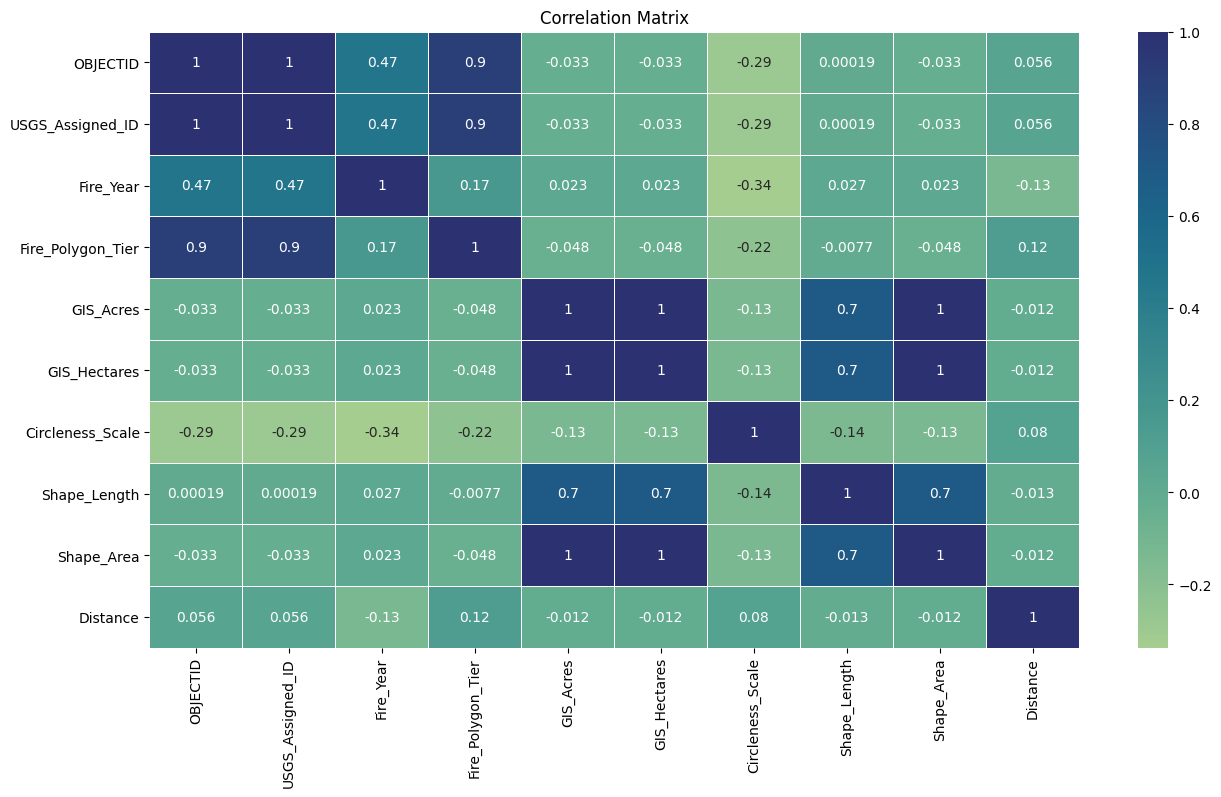 Correlation Matrix
OBJECTID 1 1 0.47 0.9 -0.033 -0.033 -0.29 0.00019 -0.033 0.056
USGS_Assigned_ID 1 1 0.47 0.9 -0.033 -0.033 -0.29 0.00019 -0.033 0.056
Fire_Year 0.47 0.47 1 0.17 0.023 0.023 -0.34 0.027 0.023 -0.13
Fire_Polygon_Tier 0.9 0.9 0.17 1 -0.048 -0.048 -0.22 -0.0077 -0.048 0.12
GIS_Acres -0.033 -0.033 0.023 -0.048 1 1 -0.13 0.7 1 -0.012
GIS_Hectares -0.033 -0.033 0.023 -0.048 1 1 -0.13 0.7 1 -0.012
Circleness_Scale -0.29 -0.29 -0.34 -0.22 -0.13 -0.13 1 -0.14 -0.13 0.08
Shape_Length 0.00019 0.00019 0.027 -0.0077 0.7 0.7 -0.14 1 0.7 -0.013
Shape_Area -0.033 -0.033 0.023 -0.048 1 1 -0.13 0.7 1 -0.012
Distance 0.056 0.056 -0.13 0.12 -0.012 -0.012 0.08 -0.013 -0.012 1
OBJECTID
USGS_Assigned_ID
Fire_Year
Fire_Polygon_Tier
GIS_Acres
GIS_Hectares
Circleness_Scale
Shape_Length
Shape_Area
Distance
1.0
0.8
0.6
0.4
0.2
0.0
−0.2